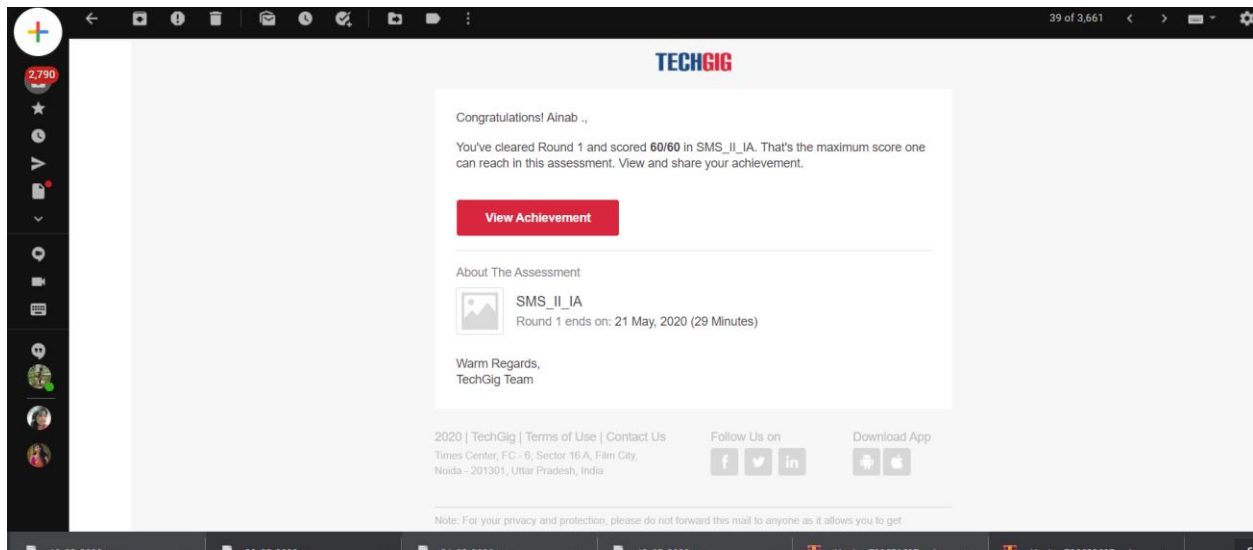 39 of 3,661
2,790
TECHGIG
Congratulations! Ainab .,
You've cleared Round 1 and scored 60/60 in SMS_II_IA. That's the maximum score one
can reach in this assessment. View and share your achievement.
View Achievement
About The Assessment
SMS_II_IA
Round 1 ends on: 21 May, 2020 (29 Minutes)
Warm Regards,
TechGig Team
2020 | TechGig | Terms of Use | Contact Us
Times Center, FC - 6, Sector 16 A, Film City,
Noida - 201301, Uttar Pradesh, India
Follow Us on
Download App
Note: For your privacy and protection, please do not forward this mail to anyone as it allows you to get